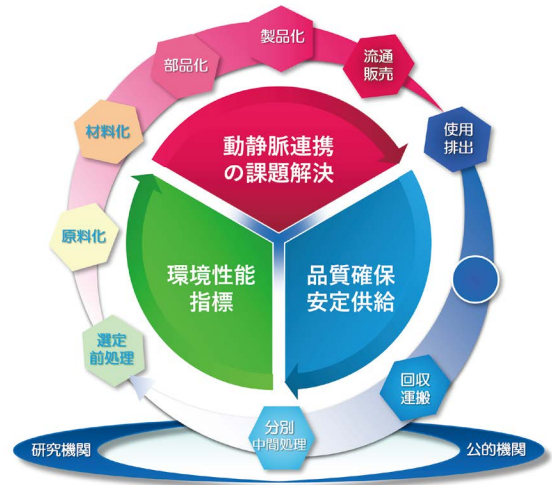 製品化
部品化
流通
販売
材料化
使用
排出
動静脈連携
の課題解決
原料化
環境性能
指標
品質確保
安定供給
選定
前処理
回収
運搬
分別
中間処理
研究機関
公的機関